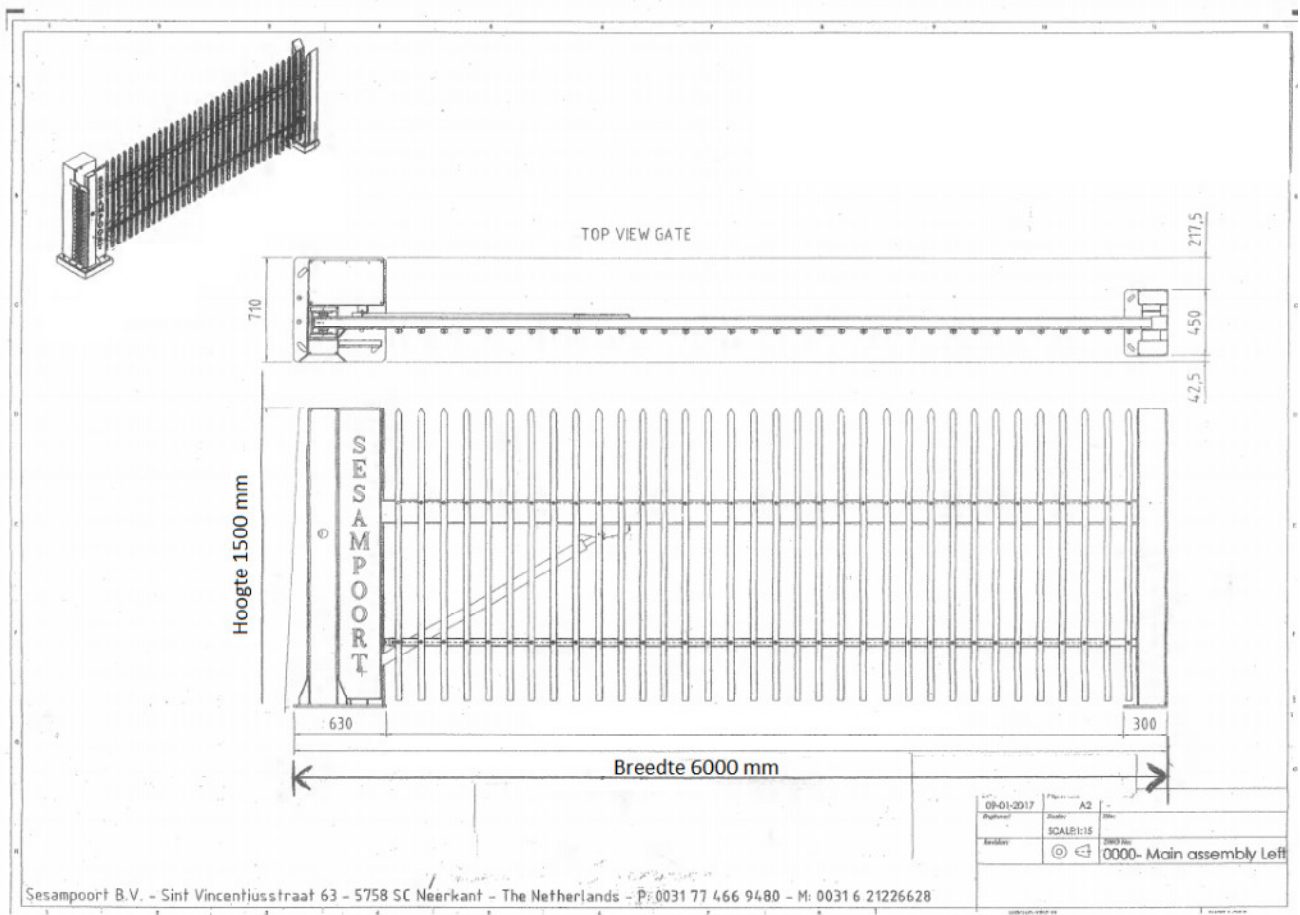 TOP VIEW GATE
217,5
710
450
42,5
SESAMPOORT
Hoogte 1500 mm
630
300
Breedte 6000 mm
09-01-2017 A2 -
SCALE:1:15
0000- Main assembly Left
Sesampoort B.V. - Sint Vincentiusstraat 63 - 5758 SC Neerkant - The Netherlands - P: 0031 77 466 9480 - M: 0031 6 21226628